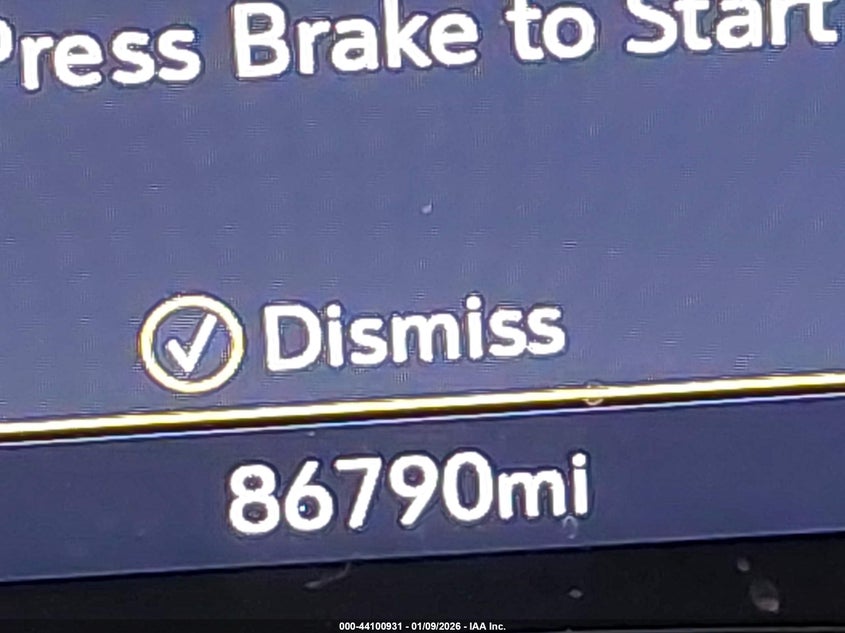 Press Brake to Start
Dismiss
86790mi
000-44100931 - 01/09/2026 - IAA Inc.